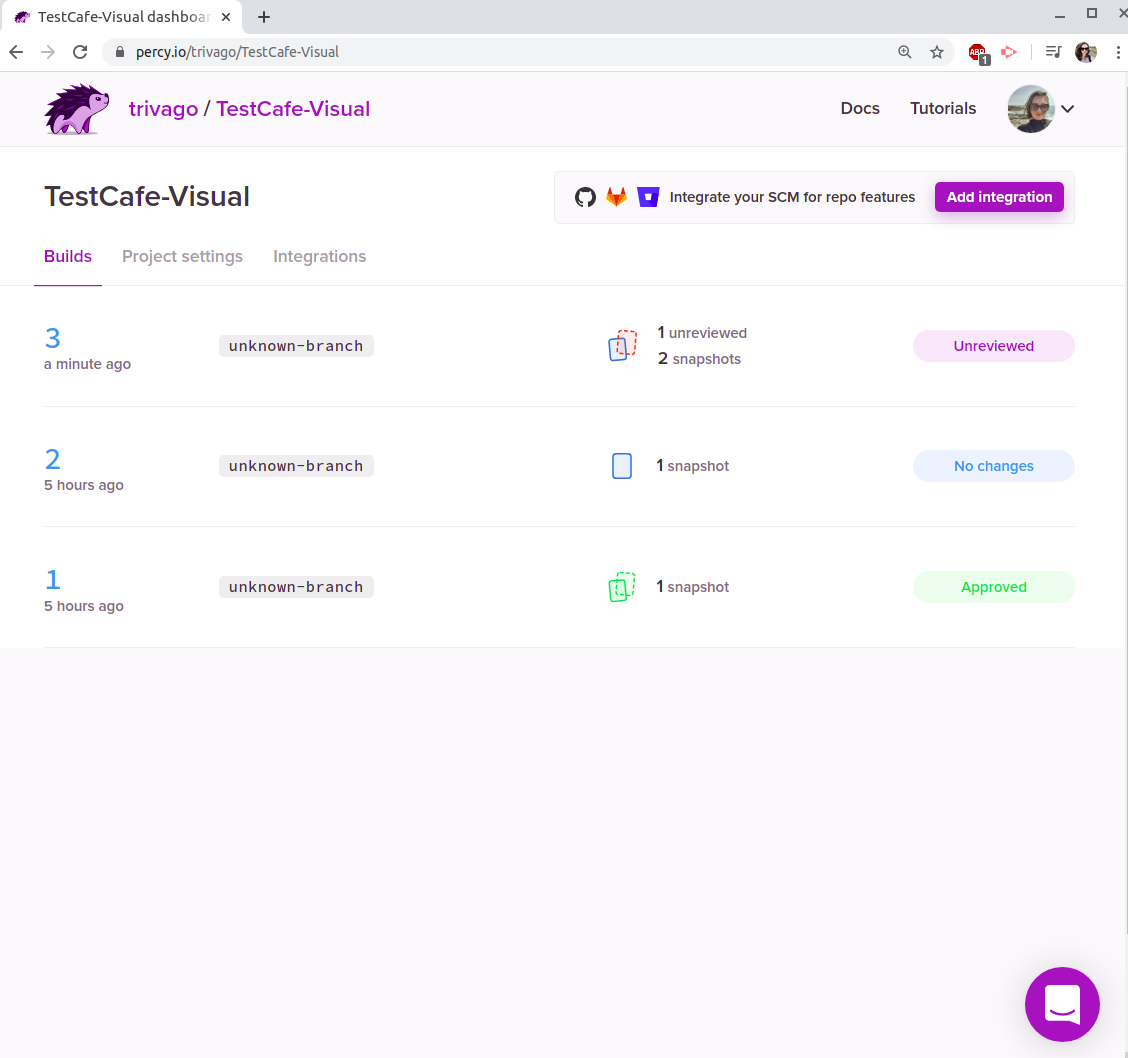 TestCafe-Visual dashboar
percy.io/trivago/TestCafe-Visual
ABP
1
trivago / TestCafe-Visual
Docs
Tutorials
TestCafe-Visual
Integrate your SCM for repo features
Add integration
Builds
Project settings
Integrations
3
a minute ago
unknown-branch
1 unreviewed
2 snapshots
Unreviewed
2
5 hours ago
unknown-branch
1 snapshot
No changes
1
5 hours ago
unknown-branch
1 snapshot
Approved